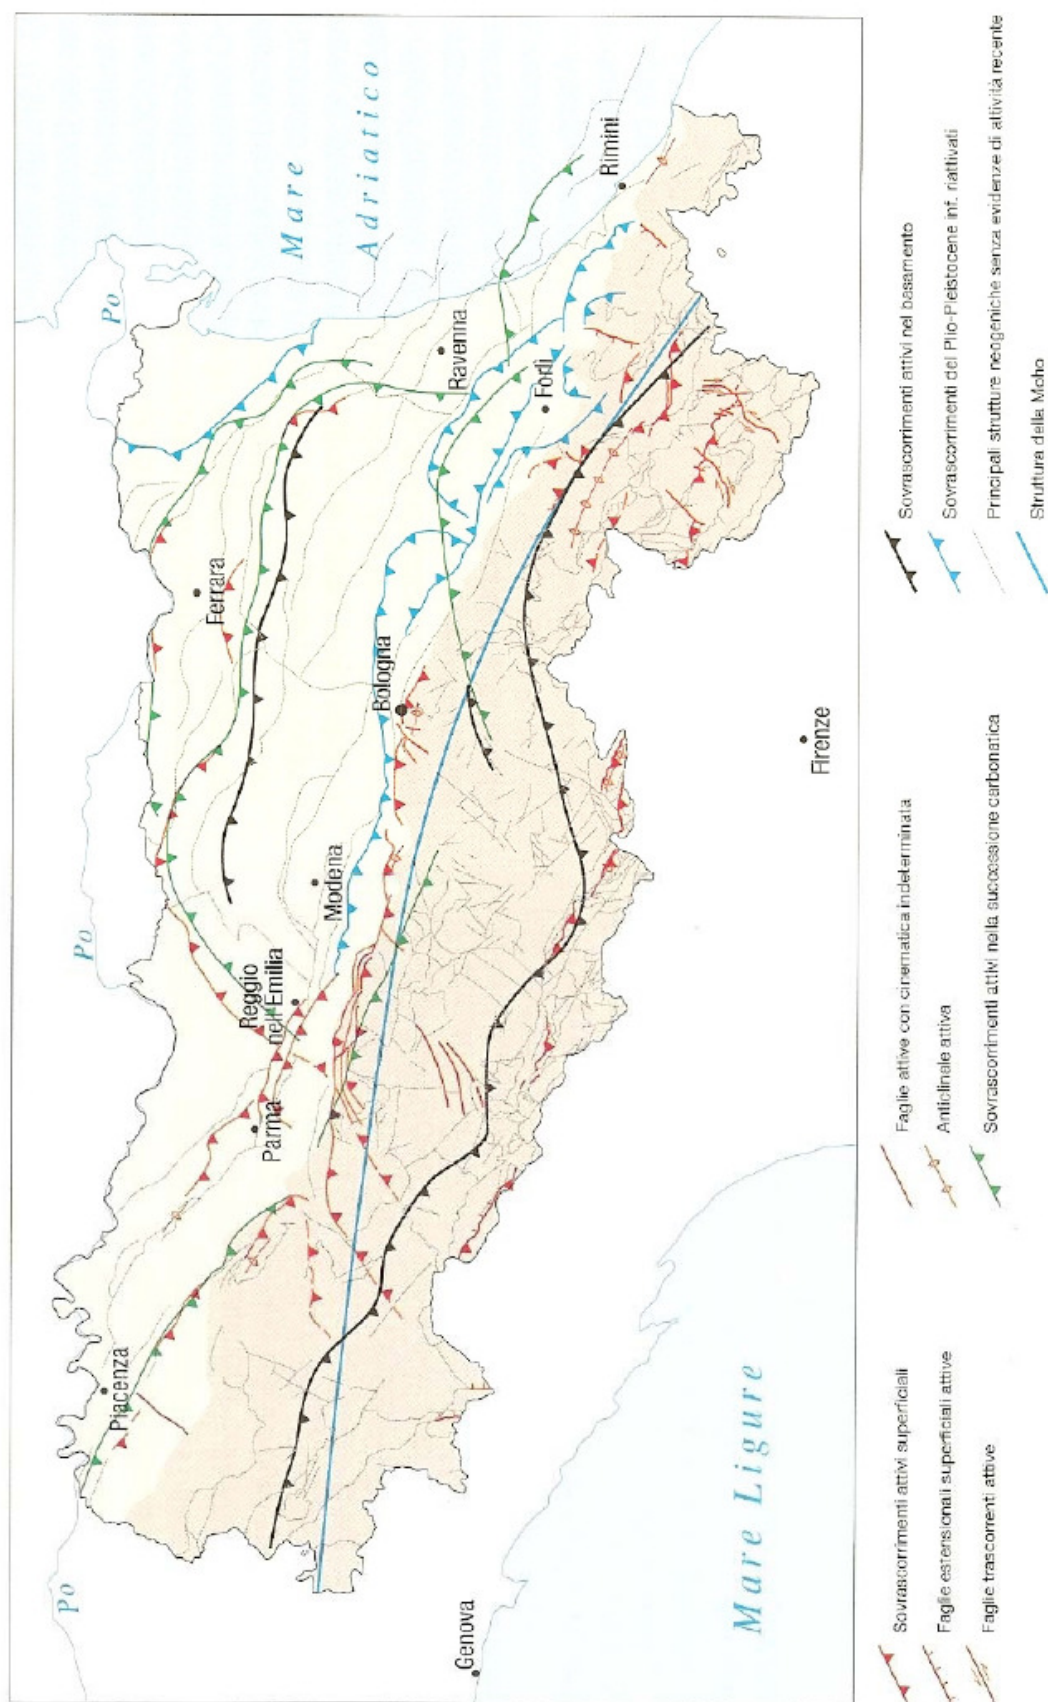 Po
Po
Po
Mare
Adriatico
Piacenza
Parma
Reggio
nell'Emilia
Modena
Ferrara
Bologna
Ravenna
Forlì
Rimini
Genova
Firenze
Mare Ligure
Sovrascorrimenti attivi superficiali
Faglie estensionali superficiali attive
Faglie trascorrenti attive
Faglie attive con cinematica indeterminata
Anticlinale attiva
Sovrascorrimenti attivi nella successione carbonatica
Sovrascorrimenti attivi nel basamento
Sovrascorrimenti del Plio-Pleistocene inf. riattivati
Principali strutture neogeniche senza evidenze di attività recente
Struttura della Moho